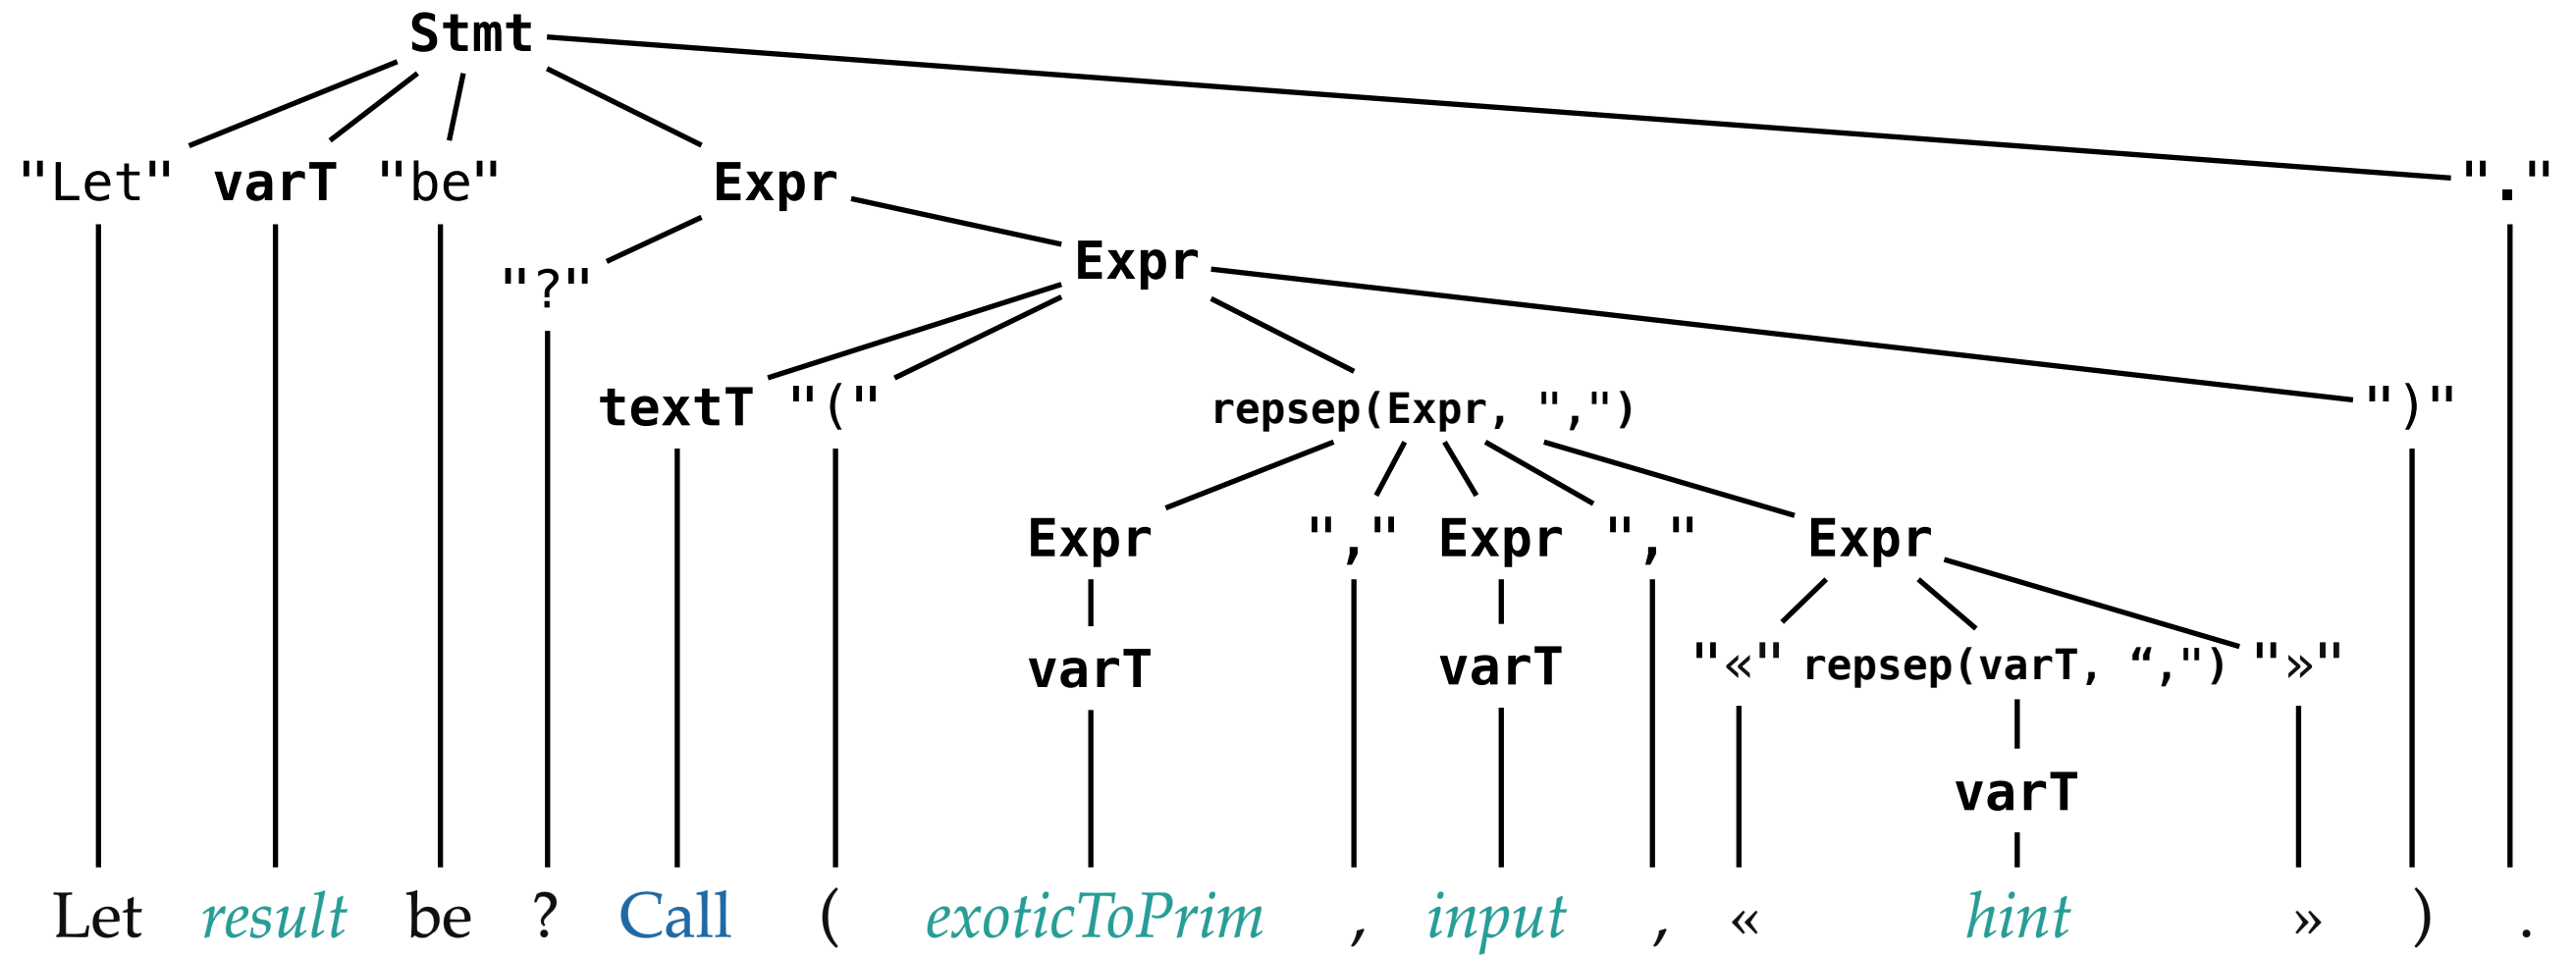 Stmt
"Let" varT "be" Expr "."
"?" Expr
textT "(" repsep(Expr, ",") ")"
Expr "," Expr "," Expr
varT varT "«" repsep(varT, “,") "»"
varT
Let result be ? Call ( exoticToPrim , input , « hint » ) .